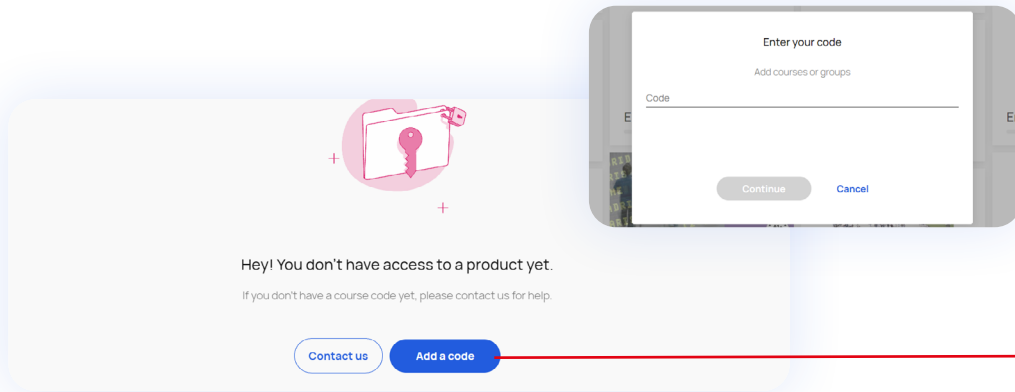 Enter your code
Add courses or groups
Code
Continue
Cancel
Hey! You don't have access to a product yet.
If you don't have a course code yet, please contact us for help.
Contact us
Add a code